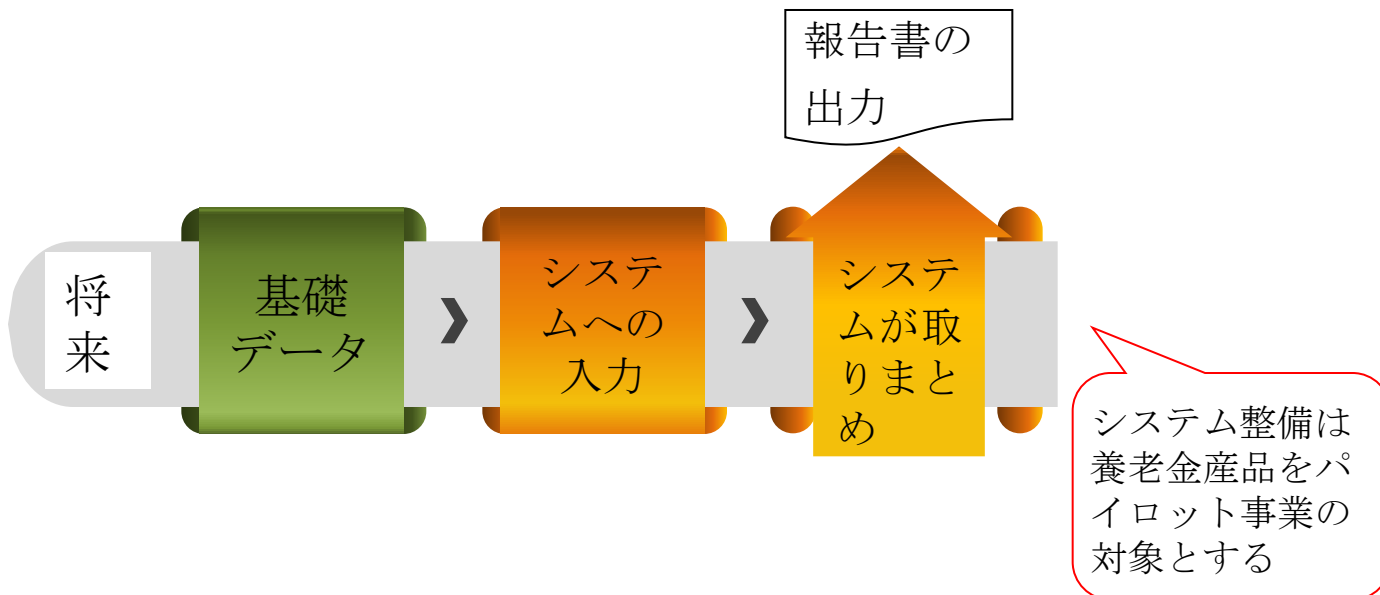 報告書の
出力
将
来
基礎
データ
システ
ムへの
入力
システ
ムが取
りまと
め
システム整備は
養老金産品をパ
イロット事業の
対象とする